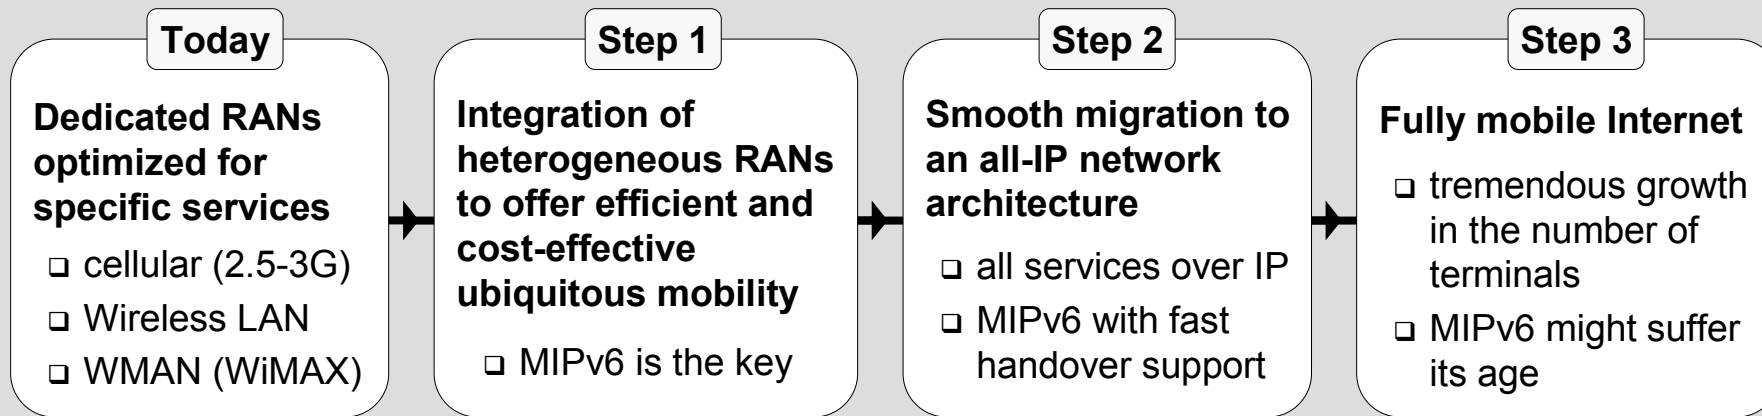 Today
Dedicated RANs
optimized for
specific services
❑ cellular (2.5-3G)
❑ Wireless LAN
❑ WMAN (WiMAX)
Step 1
Integration of
heterogeneous RANs
to offer efficient and
cost-effective
ubiquitous mobility
❑ MIPv6 is the key
Step 2
Smooth migration to
an all-IP network
architecture
❑ all services over IP
❑ MIPv6 with fast
handover support
Step 3
Fully mobile Internet
❑ tremendous growth
in the number of
terminals
❑ MIPv6 might suffer
its age